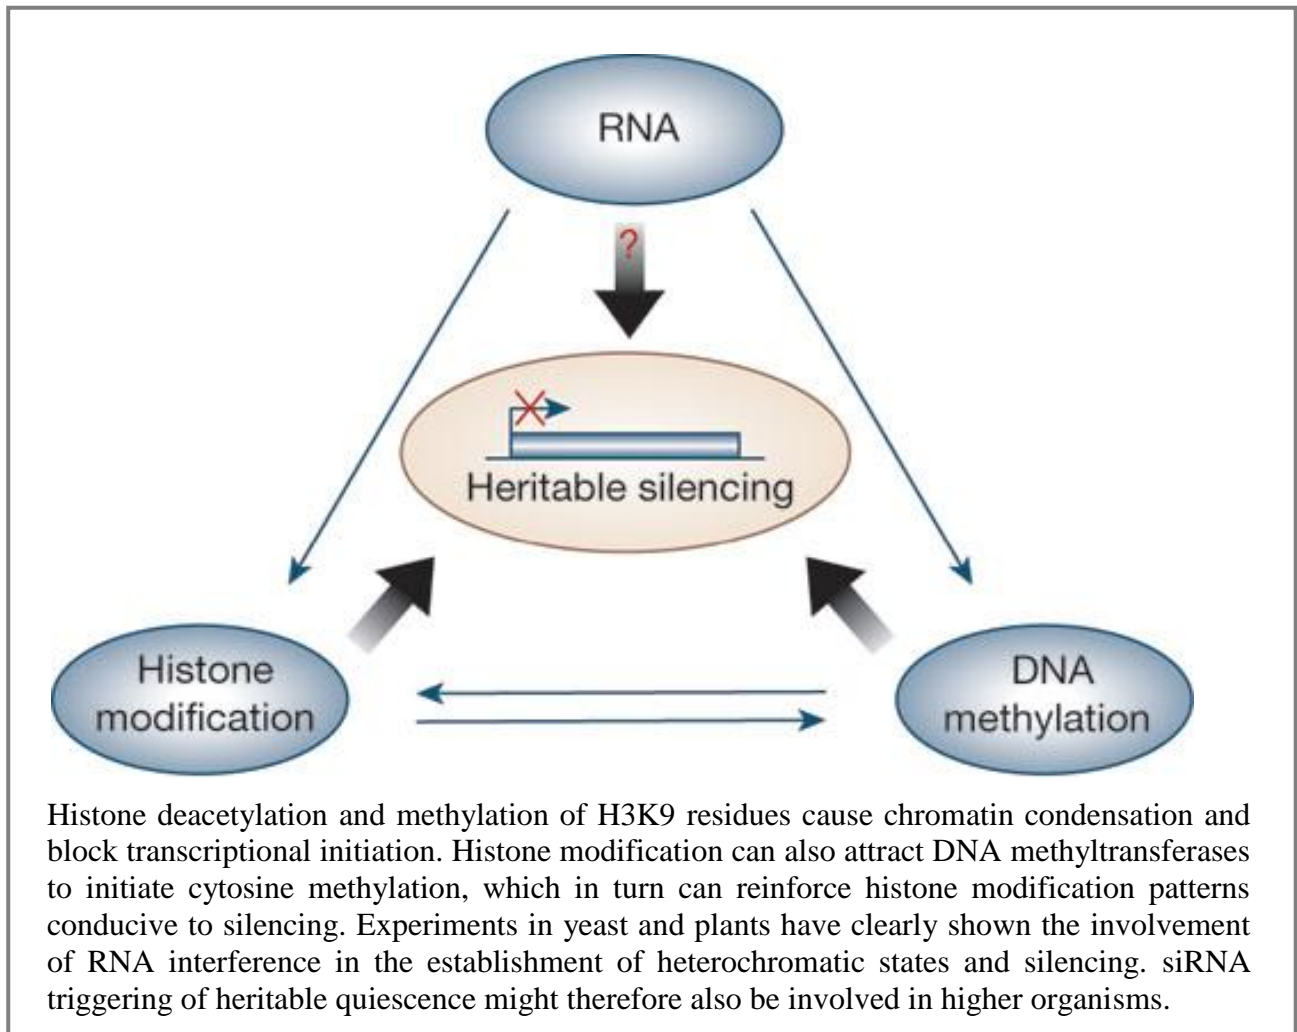 RNA
?
Heritable silencing
Histone
modification
DNA
methylation
Histone deacetylation and methylation of H3K9 residues cause chromatin condensation and
block transcriptional initiation. Histone modification can also attract DNA methyltransferases
to initiate cytosine methylation, which in turn can reinforce histone modification patterns
conducive to silencing. Experiments in yeast and plants have clearly shown the involvement
of RNA interference in the establishment of heterochromatic states and silencing. siRNA
triggering of heritable quiescence might therefore also be involved in higher organisms.